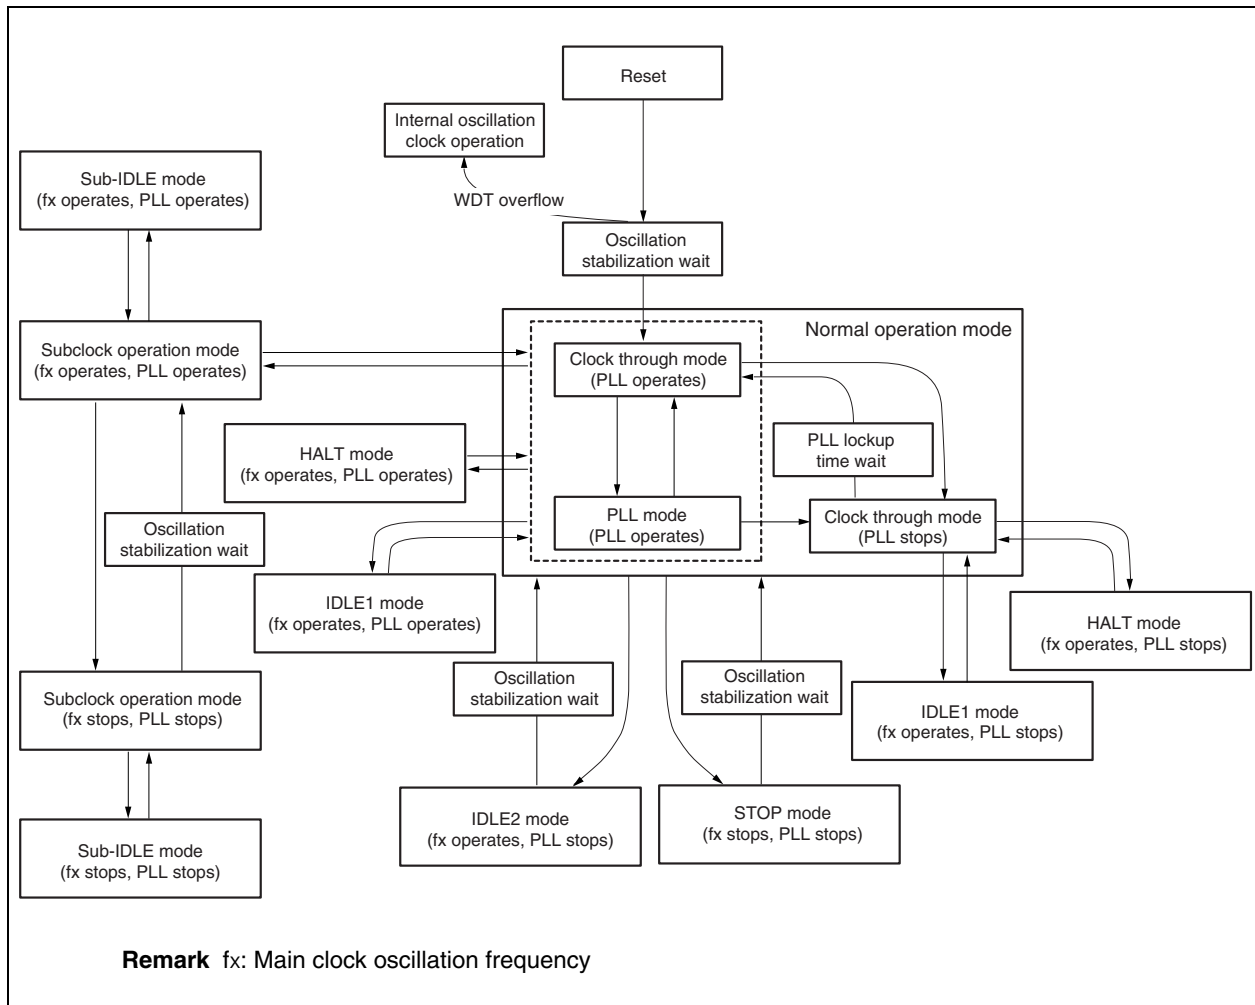 Reset
Internal oscillation
clock operation
WDT overflow
Sub-IDLE mode
(fx operates, PLL operates)
Oscillation
stabilization wait
Normal operation mode
Subclock operation mode
(fx operates, PLL operates)
Clock through mode
(PLL operates)
HALT mode
(fx operates, PLL operates)
PLL lockup
time wait
PLL mode
(PLL operates)
Clock through mode
(PLL stops)
Oscillation
stabilization wait
IDLE1 mode
(fx operates, PLL operates)
HALT mode
(fx operates, PLL stops)
Oscillation
stabilization wait
Oscillation
stabilization wait
Subclock operation mode
(fx stops, PLL stops)
IDLE1 mode
(fx operates, PLL stops)
IDLE2 mode
(fx operates, PLL stops)
STOP mode
(fx stops, PLL stops)
Sub-IDLE mode
(fx stops, PLL stops)
Remark fx: Main clock oscillation frequency